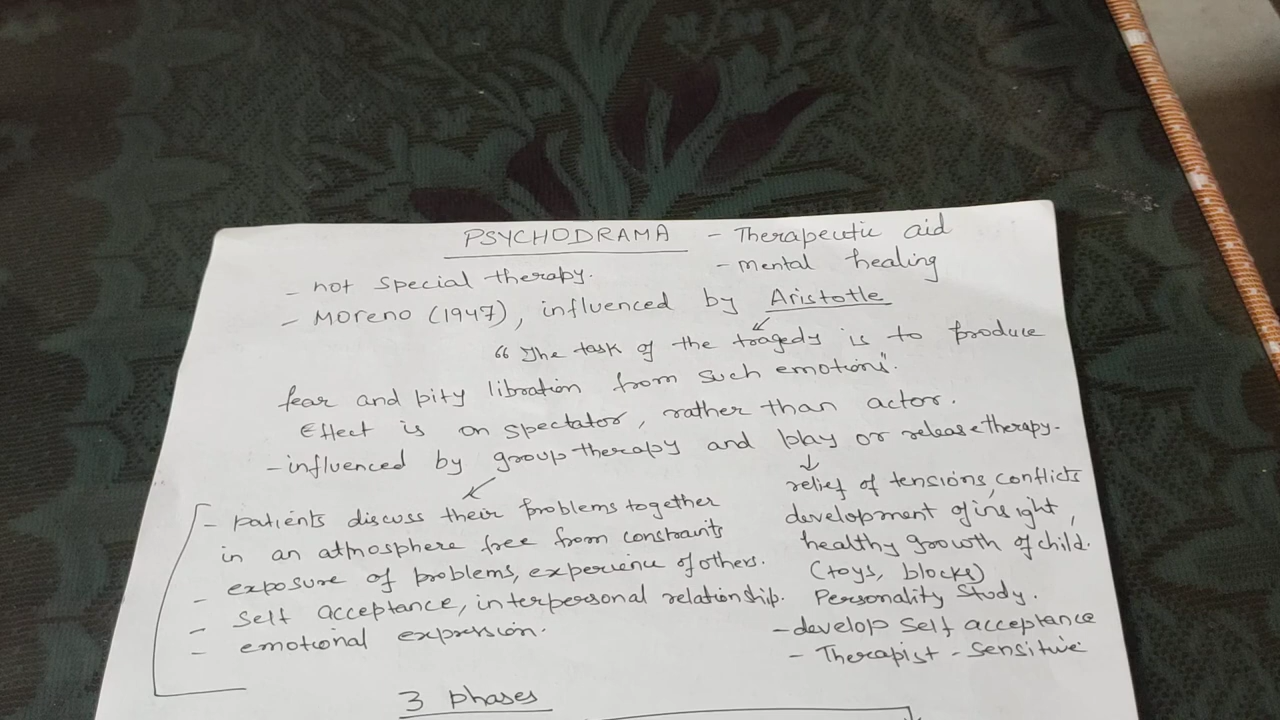 PSYCHODRAMA - Therapeutic aid
- mental healing
- not special therapy.
- Moreno (1947), influenced by Aristotle
"The task of the tragedy is to produce
fear and pity libration from such emotions".
Effect is on spectator, rather than actor.
- influenced by group therapy and play or release therapy.
- patients discuss their problems together
in an atmosphere free from constraints
- exposure of problems, experience of others.
- Self acceptance, interpersonal relationship.
- emotional expression.
relief of tensions, conflicts
development of insight,
healthy growth of child.
(toys, blocks)
Personality study.
- develop self acceptance
- Therapist - sensitive
3 phases